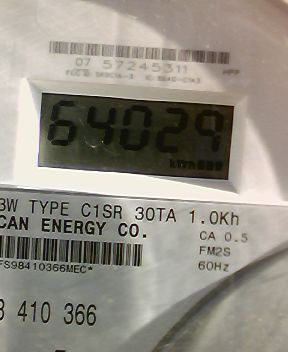 07 57245311
64029
kWh
3W TYPE C1SR 30TA 1.0Kh
CAN ENERGY CO.
CA 0.5
FM2S
60Hz
FS98410366MEC*
8 410 366